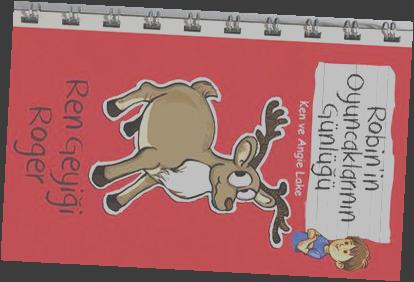 Robin'in
Oyuncaklarının
Günlüğü
Ken ve Angie Lake
Ren Geyiği
Roger